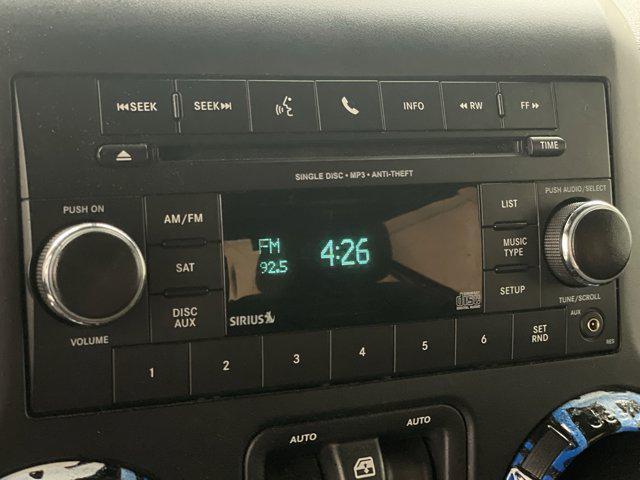 SEEK
SEEK
INFO
RW
FF
TIME
SINGLE DISC • MP3 • ANTI-THEFT
PUSH ON
AM/FM
SAT
DISC
AUX
VOLUME
FM
92.5
4:26
SIRIUS
LIST
MUSIC
TYPE
SETUP
PUSH AUDIO/SELECT
TUNE/SCROLL
AUX
RES
1
2
3
4
5
6
SET
RND
AUTO
AUTO